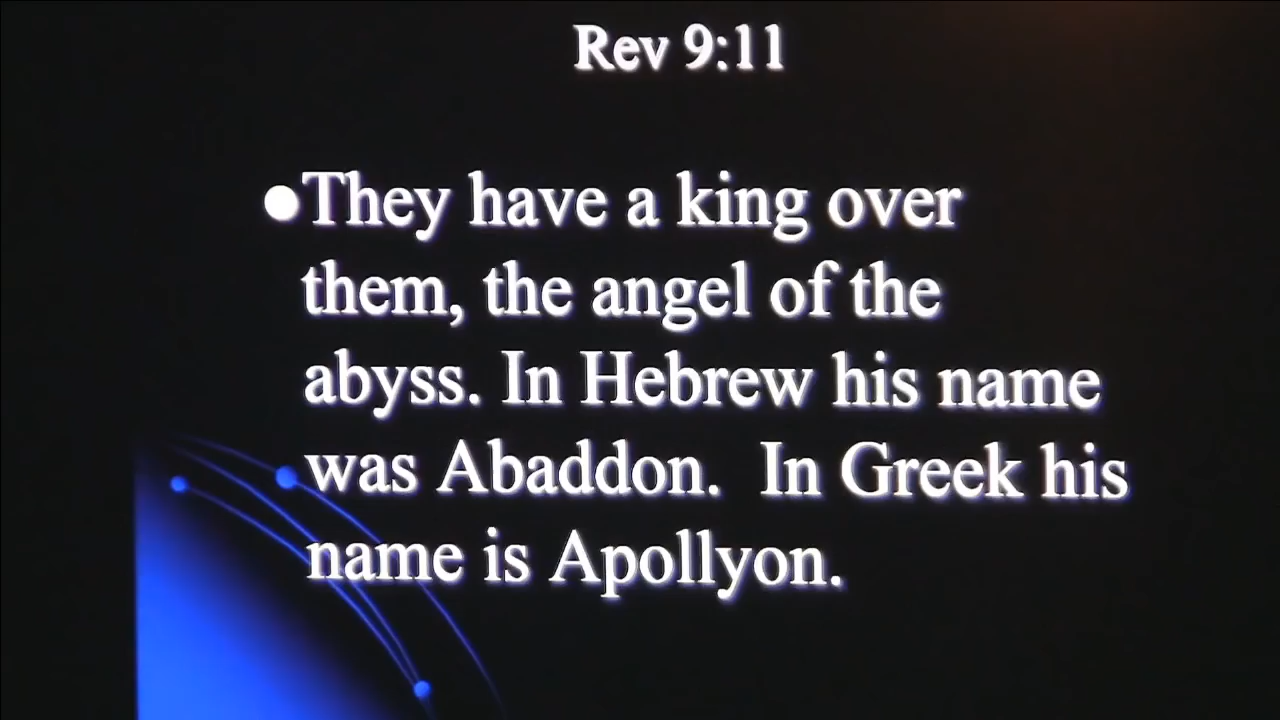 Rev 9:11
●They have a king over
them, the angel of the
abyss. In Hebrew his name
was Abaddon.  In Greek his
name is Apollyon.